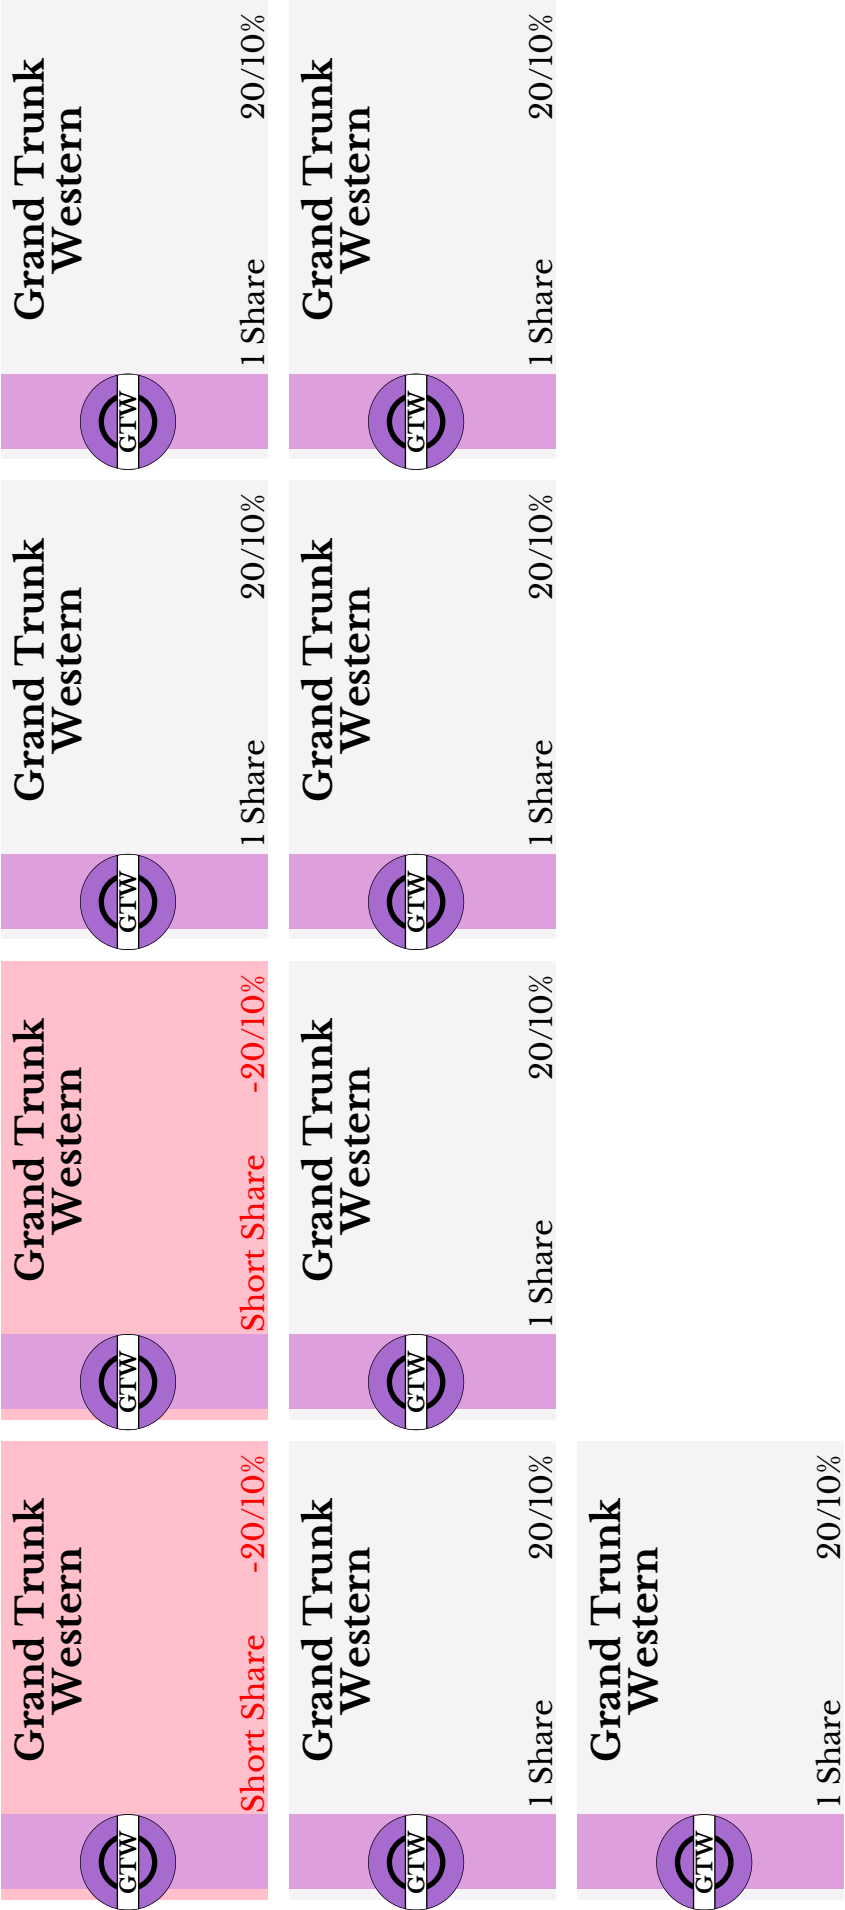 GTW
Grand Trunk
Western
Short Share
-20/10%
GTW
Grand Trunk
Western
Short Share
-20/10%
GTW
Grand Trunk
Western
1 Share
20/10%
GTW
Grand Trunk
Western
1 Share
20/10%
GTW
Grand Trunk
Western
1 Share
20/10%
GTW
Grand Trunk
Western
1 Share
20/10%
GTW
Grand Trunk
Western
1 Share
20/10%
GTW
Grand Trunk
Western
1 Share
20/10%
GTW
Grand Trunk
Western
1 Share
20/10%